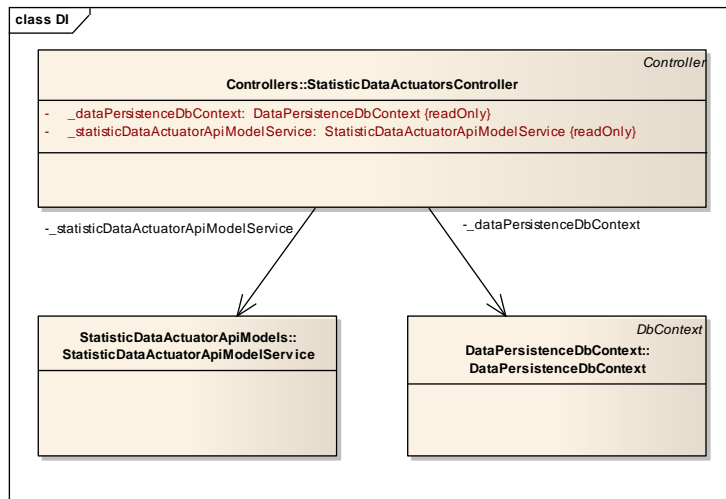 class DI
Controller
Controllers::StatisticDataActuatorsController
- _dataPersistenceDbContext: DataPersistenceDbContext {readOnly}
- _statisticDataActuatorApiModelService: StatisticDataActuatorApiModelService {readOnly}
-_statisticDataActuatorApiModelService
-_dataPersistenceDbContext
StatisticDataActuatorApiModels::
StatisticDataActuatorApiModelService
DbContext
DataPersistenceDbContext::
DataPersistenceDbContext